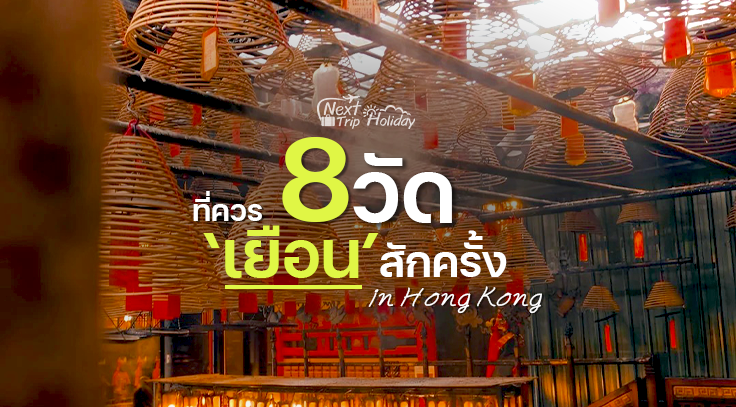 Next
Trip Holiday
ที่ควร 8 วัด
‘เยือน’ สักครั้ง
in Hong Kong